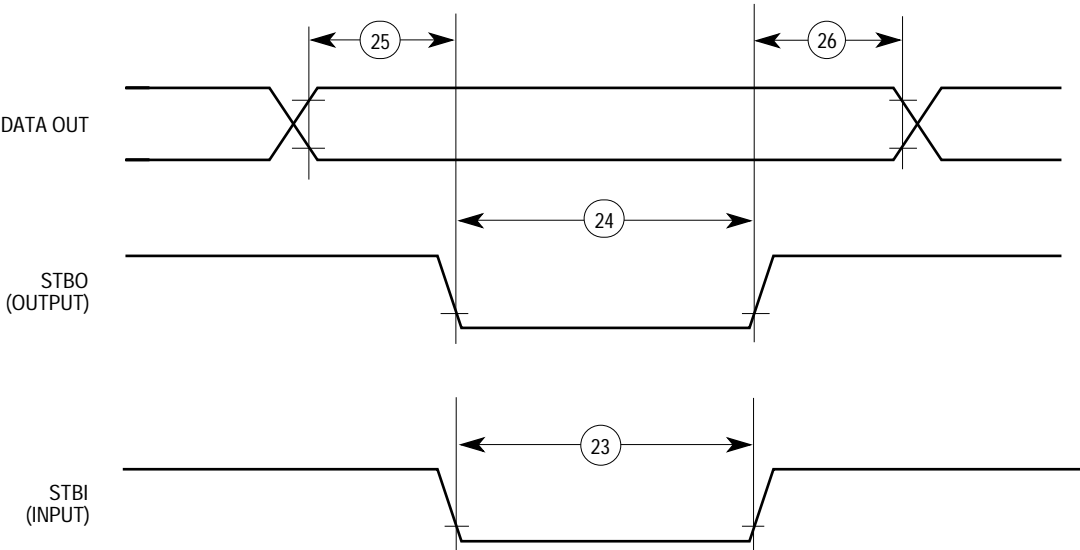 25
26
DATA OUT
24
STBO
(OUTPUT)
23
STBI
(INPUT)